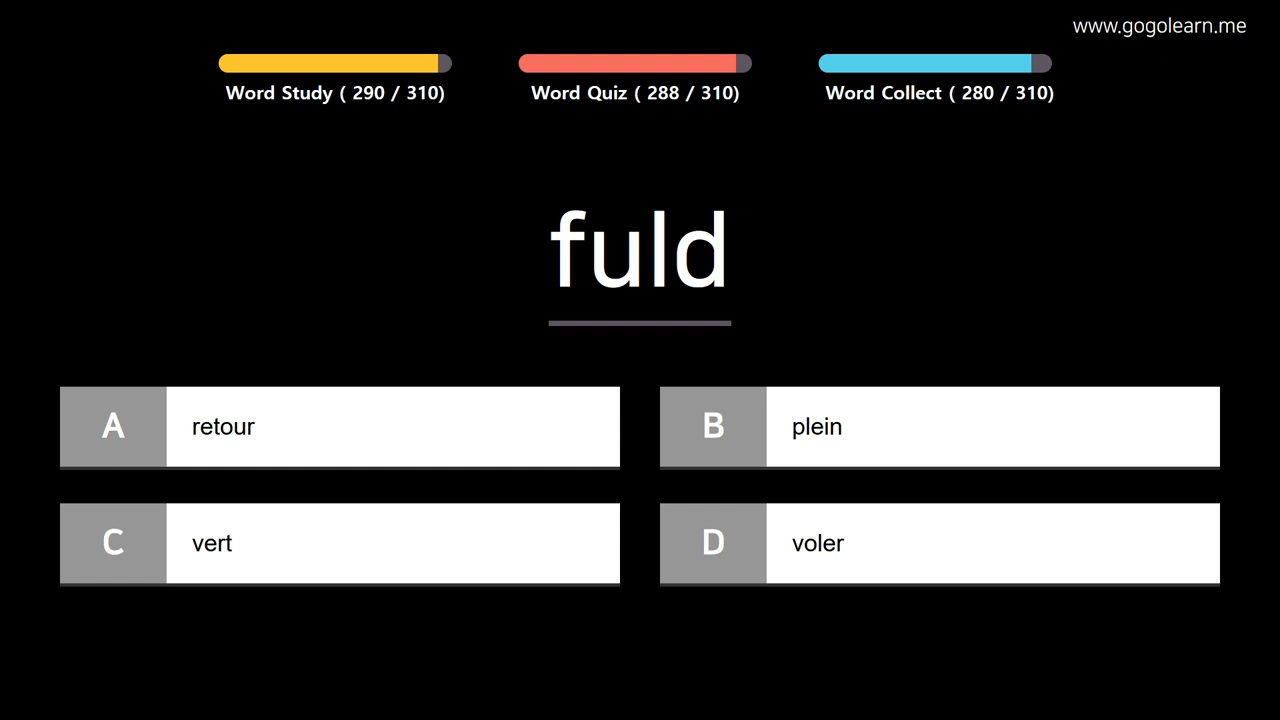 www.gogolearn.me
Word Study ( 290 / 310)
Word Quiz ( 288 / 310)
Word Collect ( 280 / 310)
fuld
A retour
B plein
C vert
D voler